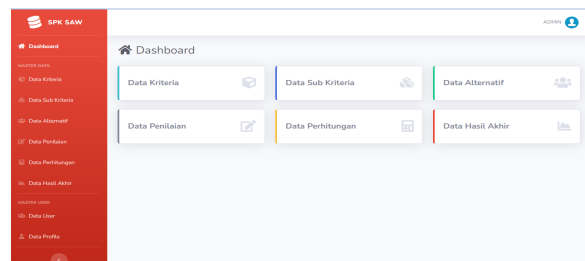 SPK SAW
ADMIN
Dashboard
MASTER DATA
Data Kriteria
Data Sub Kriteria
Data Alternatif
Data Penilaian
Data Perhitungan
Data Hasil Akhir
MASTER USER
Data User
Data Profile
Dashboard
Data Kriteria
Data Sub Kriteria
Data Alternatif
Data Penilaian
Data Perhitungan
Data Hasil Akhir